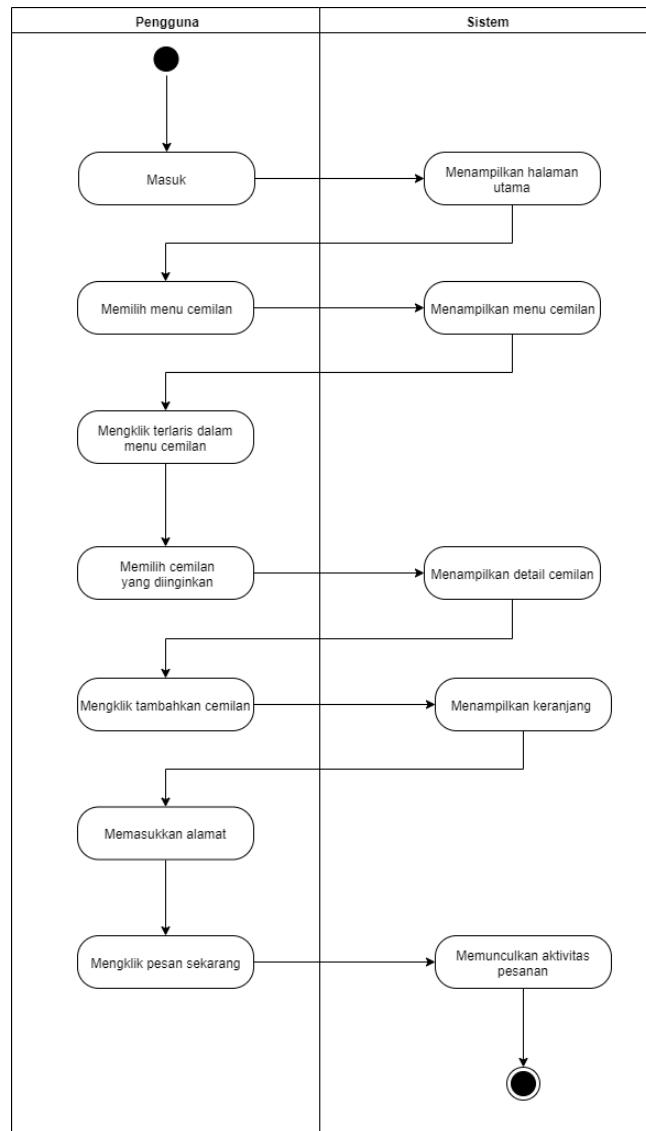 Pengguna
Sistem
Masuk
Menampilkan halaman
utama
Memilih menu cemilan
Menampilkan menu cemilan
Mengklik terlaris dalam
menu cemilan
Memilih cemilan
yang diinginkan
Menampilkan detail cemilan
Mengklik tambahkan cemilan
Menampilkan keranjang
Memasukkan alamat
Mengklik pesan sekarang
Memunculkan aktivitas
pesanan